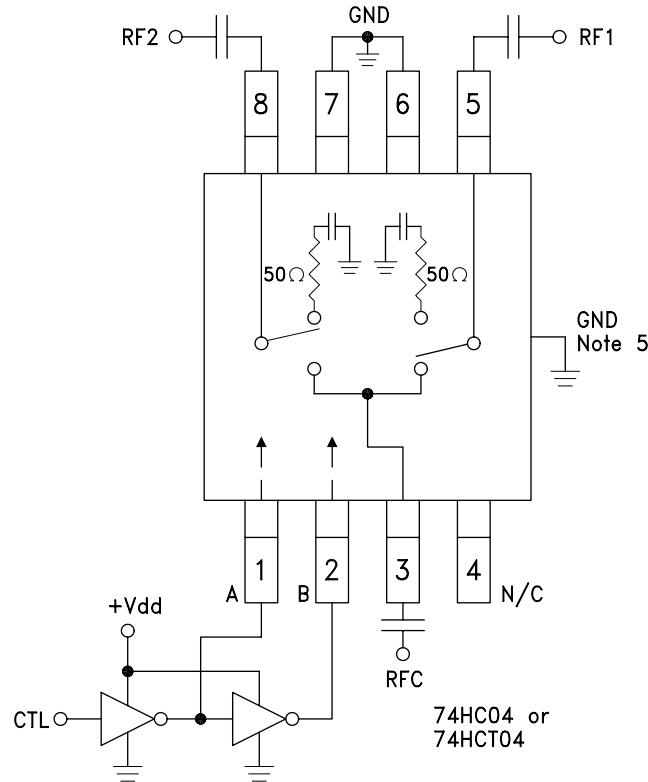 GND
RF2
RF1
8
7
6
5
50Ω
50Ω
GND
Note 5
1
2
3
4
A
B
N/C
+Vdd
RFC
CTL
74HC04 or
74HCT04